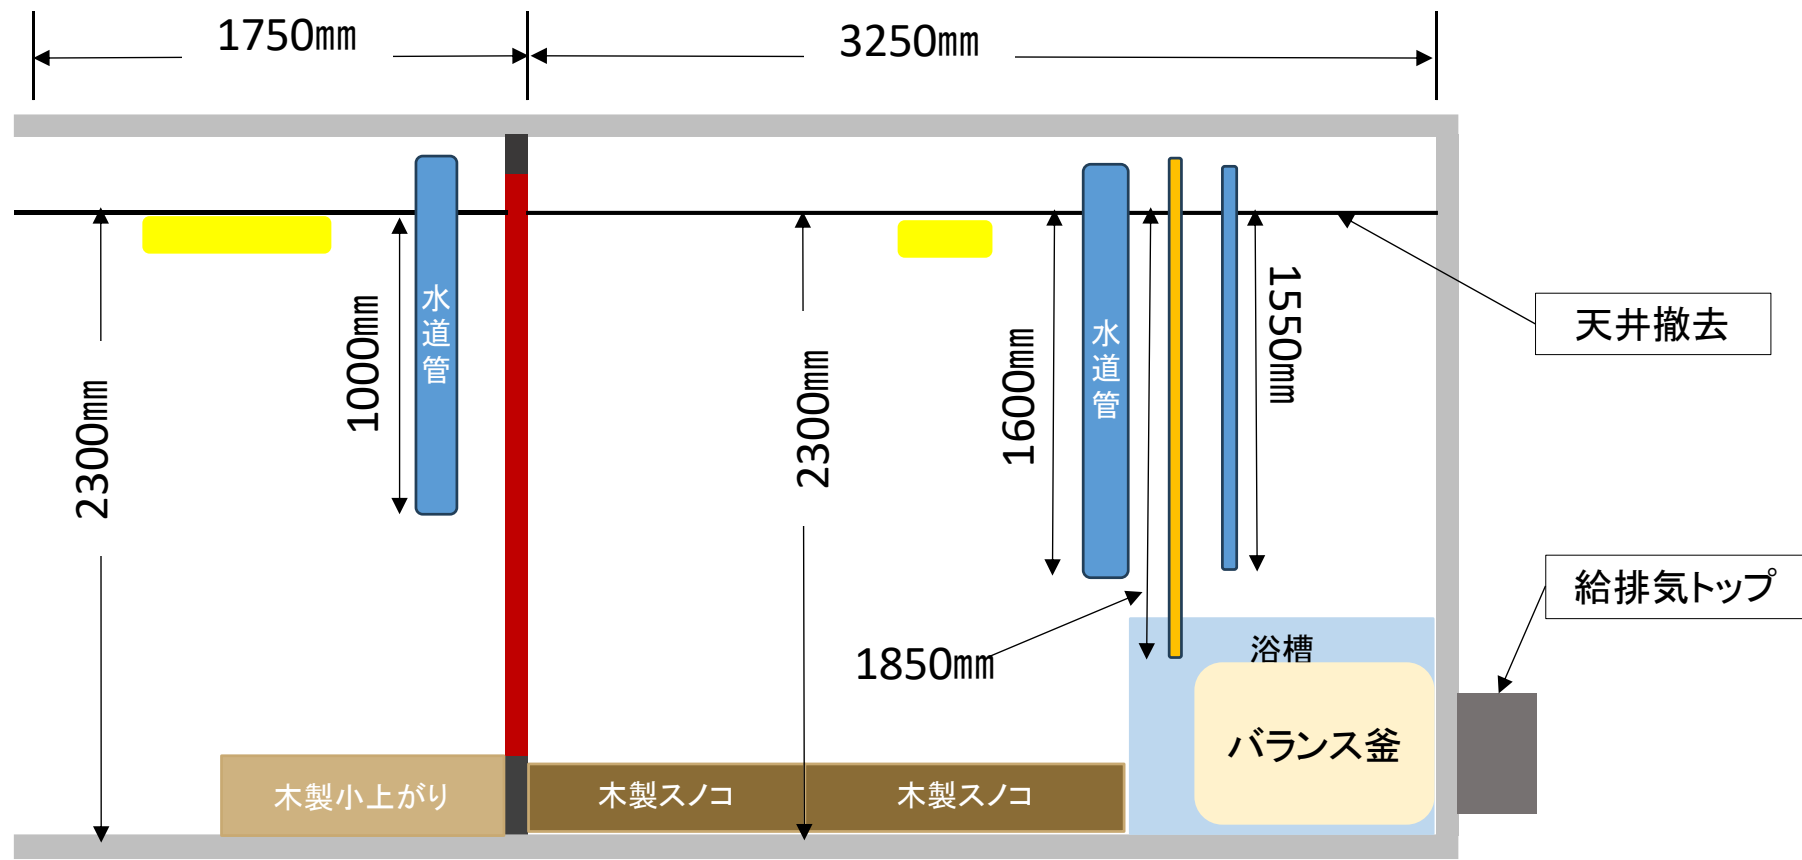 1750㎜
3250㎜
水道管
1000㎜
2300㎜
2300㎜
水道管
1600㎜
1550㎜
天井撤去
給排気トップ
1850㎜
浴槽
バランス釜
木製小上がり
木製スノコ
木製スノコ